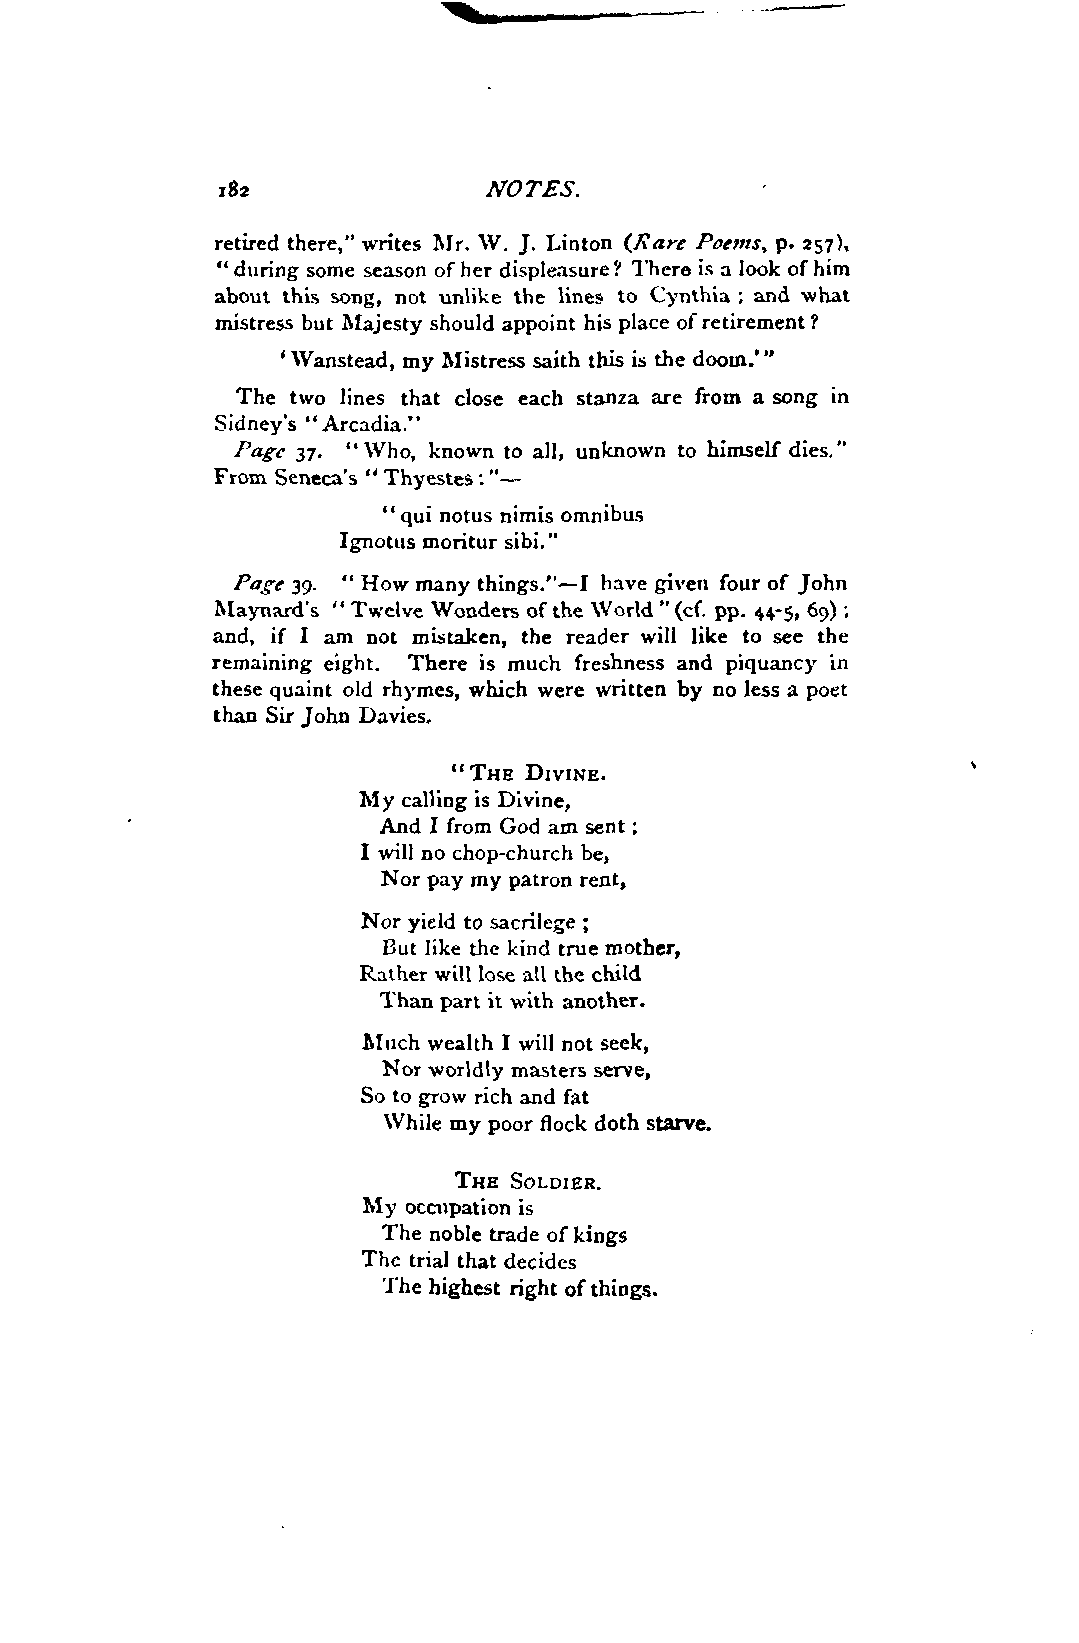 182 NOTES.
retired there," writes Mr. W. J. Linton (Rare Poems, p. 257),
"during some season of her displeasure? There is a look of him
about this song, not unlike the lines to Cynthia; and what
mistress but Majesty should appoint his place of retirement?
'Wanstead, my Mistress saith this is the doom.'"
The two lines that close each stanza are from a song in
Sidney's "Arcadia."
Page 37. "Who, known to all, unknown to himself dies."
From Seneca's "Thyestes:"—
"qui notus nimis omnibus
Ignotus moritur sibi."
Page 39. "How many things."—I have given four of John
Maynard's "Twelve Wonders of the World" (cf. pp. 44-5, 69);
and, if I am not mistaken, the reader will like to see the
remaining eight. There is much freshness and piquancy in
these quaint old rhymes, which were written by no less a poet
than Sir John Davies.
"THE DIVINE.
My calling is Divine,
And I from God am sent;
I will no chop-church be,
Nor pay my patron rent,
Nor yield to sacrilege;
But like the kind true mother,
Rather will lose all the child
Than part it with another.
Much wealth I will not seek,
Nor worldly masters serve,
So to grow rich and fat
While my poor flock doth starve.
THE SOLDIER.
My occupation is
The noble trade of kings
The trial that decides
The highest right of things.